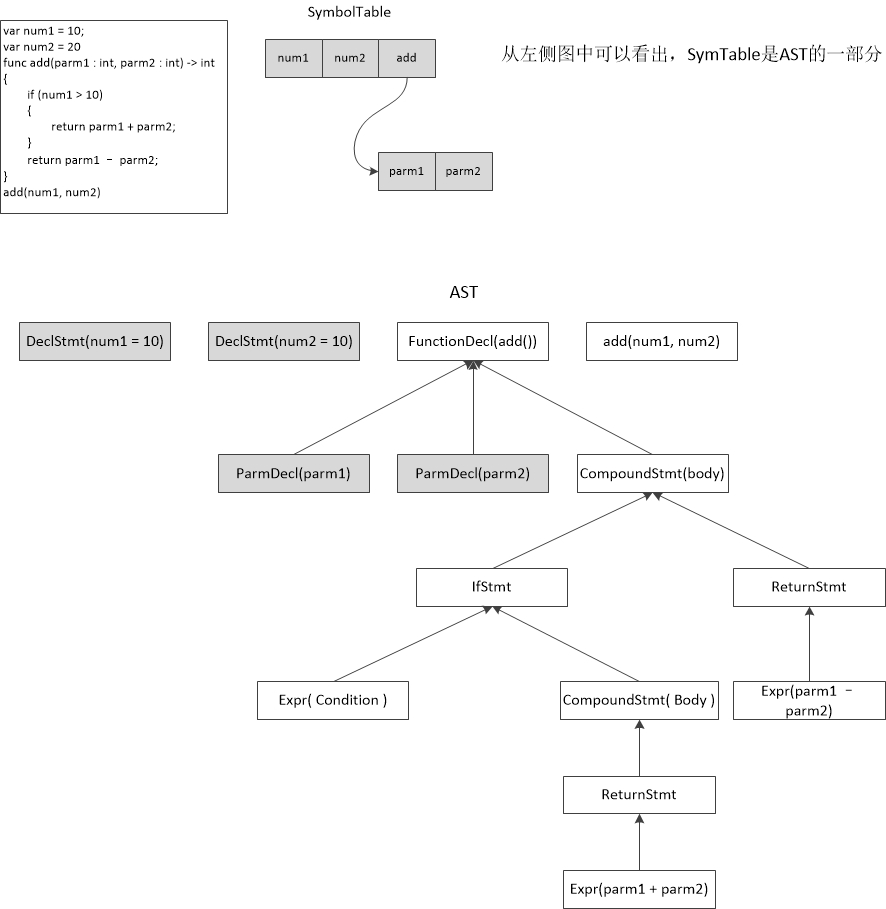 SymbolTable
var num1 = 10;
var num2 = 20
func add(parm1 : int, parm2 : int) -> int
{
if (num1 > 10)
{
return parm1 + parm2;
}
return parm1 – parm2;
}
add(num1, num2)
num1 num2 add
parm1 parm2
从左侧图中可以看出，SymTable是AST的一部分
AST
DeclStmt(num1 = 10) DeclStmt(num2 = 10) FunctionDecl(add()) add(num1, num2)
ParmDecl(parm1) ParmDecl(parm2) CompoundStmt(body)
IfStmt ReturnStmt
Expr( Condition ) CompoundStmt( Body ) Expr(parm1 –
parm2)
ReturnStmt
Expr(parm1 + parm2)